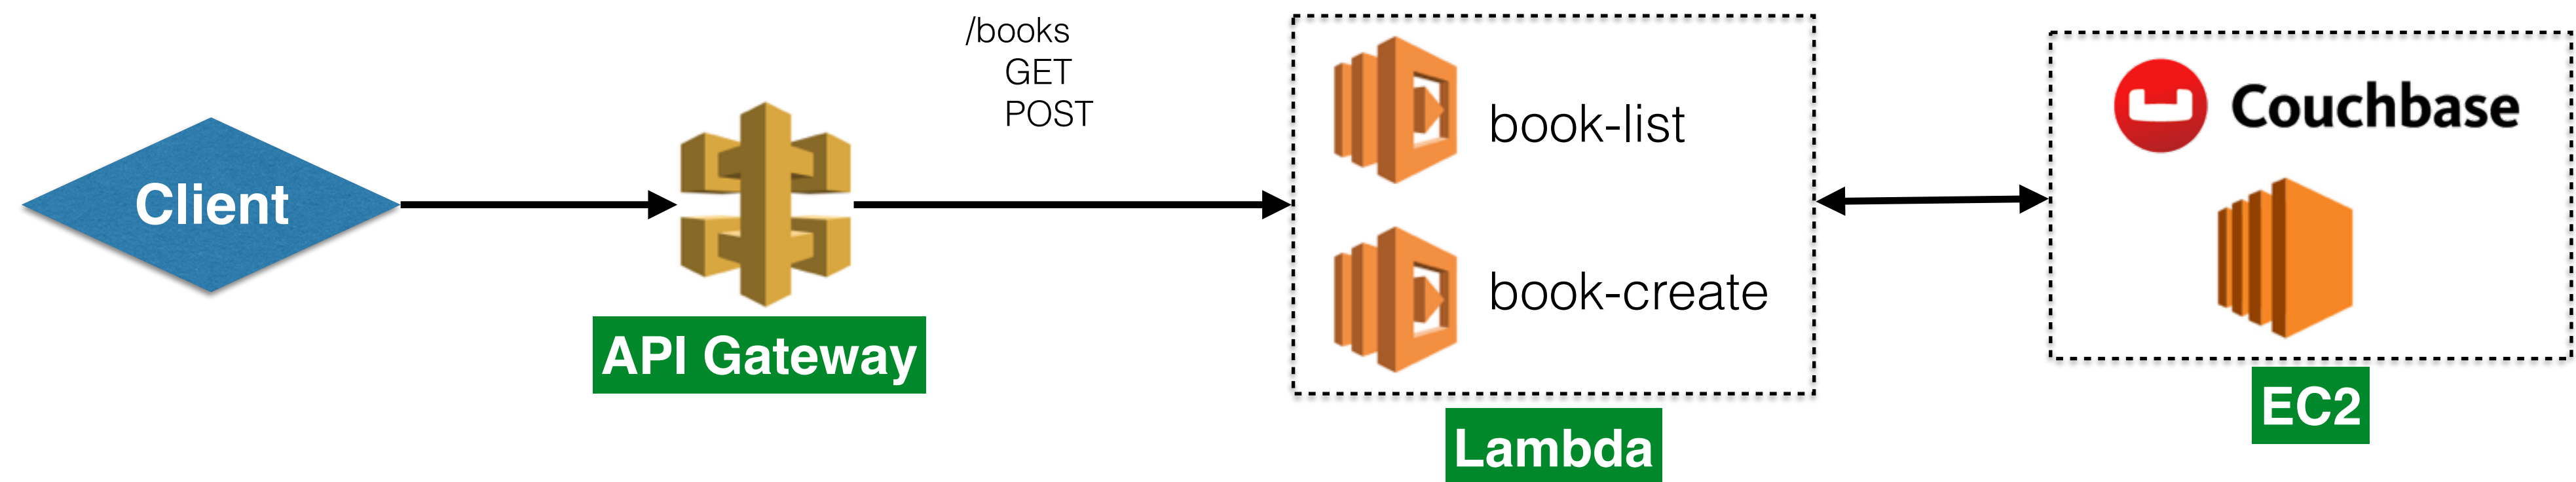 Client
API Gateway
/books
GET
POST
book-list
book-create
Lambda
Couchbase
EC2